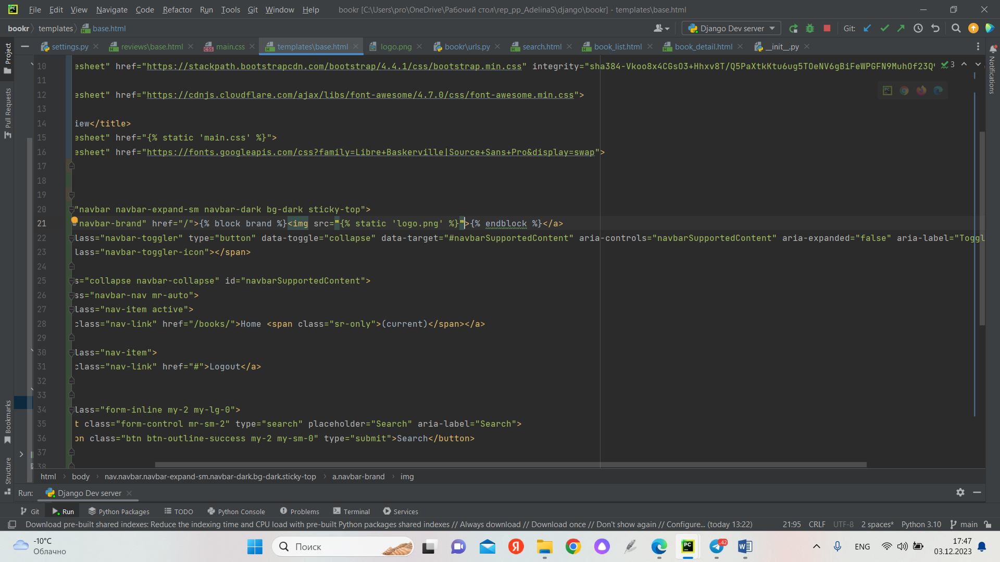 File Edit View Navigate Code Refactor Run Tools Git Window Help bookr [C:\Users\pro\OneDrive\Рабочий стол\rep_pp_AdelinaS\django\bookr] - templates\base.html
bookr templates base.html Django Dev server Git:
settings.py reviews\base.html main.css templates\base.html logo.png bookr\urls.py search.html book_list.html book_detail.html __init__.py
Project
Pull Requests
Bookmarks
Structure
Notifications
3
10 esheet" href="https://stackpath.bootstrapcdn.com/bootstrap/4.4.1/css/bootstrap.min.css" integrity="sha384-Vkoo8x4CGsO3+Hhxv8T/Q5PaXtkKtu6ug5TOeNV6gBiFeWPGFN9MuhOf23Q9
11
12 esheet" href="https://cdnjs.cloudflare.com/ajax/libs/font-awesome/4.7.0/css/font-awesome.min.css">
13
14 iew</title>
15 esheet" href="{% static 'main.css' %}">
16 esheet" href="https://fonts.googleapis.com/css?family=Libre+Baskerville|Source+Sans+Pro&display=swap">
17
18
19
20 "navbar navbar-expand-sm navbar-dark bg-dark sticky-top">
21 navbar-brand" href="/">{% block brand %}<img src="{% static 'logo.png' %}">{% endblock %}</a>
22 lass="navbar-toggler" type="button" data-toggle="collapse" data-target="#navbarSupportedContent" aria-controls="navbarSupportedContent" aria-expanded="false" aria-label="Toggl
23 lass="navbar-toggler-icon"></span>
24
25 s="collapse navbar-collapse" id="navbarSupportedContent">
26 ss="navbar-nav mr-auto">
27 lass="nav-item active">
28 class="nav-link" href="/books/">Home <span class="sr-only">(current)</span></a>
29
30 lass="nav-item">
31 class="nav-link" href="#">Logout</a>
32
33
34 lass="form-inline my-2 my-lg-0">
35 t class="form-control mr-sm-2" type="search" placeholder="Search" aria-label="Search">
36 on class="btn btn-outline-success my-2 my-sm-0" type="submit">Search</button>
37
38
html body nav.navbar.navbar-expand-sm.navbar-dark.bg-dark.sticky-top a.navbar-brand img
Run: Django Dev server
Git Run Python Packages TODO Python Console Problems Terminal Services
Download pre-built shared indexes: Reduce the indexing time and CPU load with pre-built Python packages shared indexes // Always download // Download once // Don't show again // Configure... (today 13:22) 21:95 CRLF UTF-8 2 spaces* Python 3.10 main
-10°C
Облачно
Поиск
42
ENG
17:47
03.12.2023